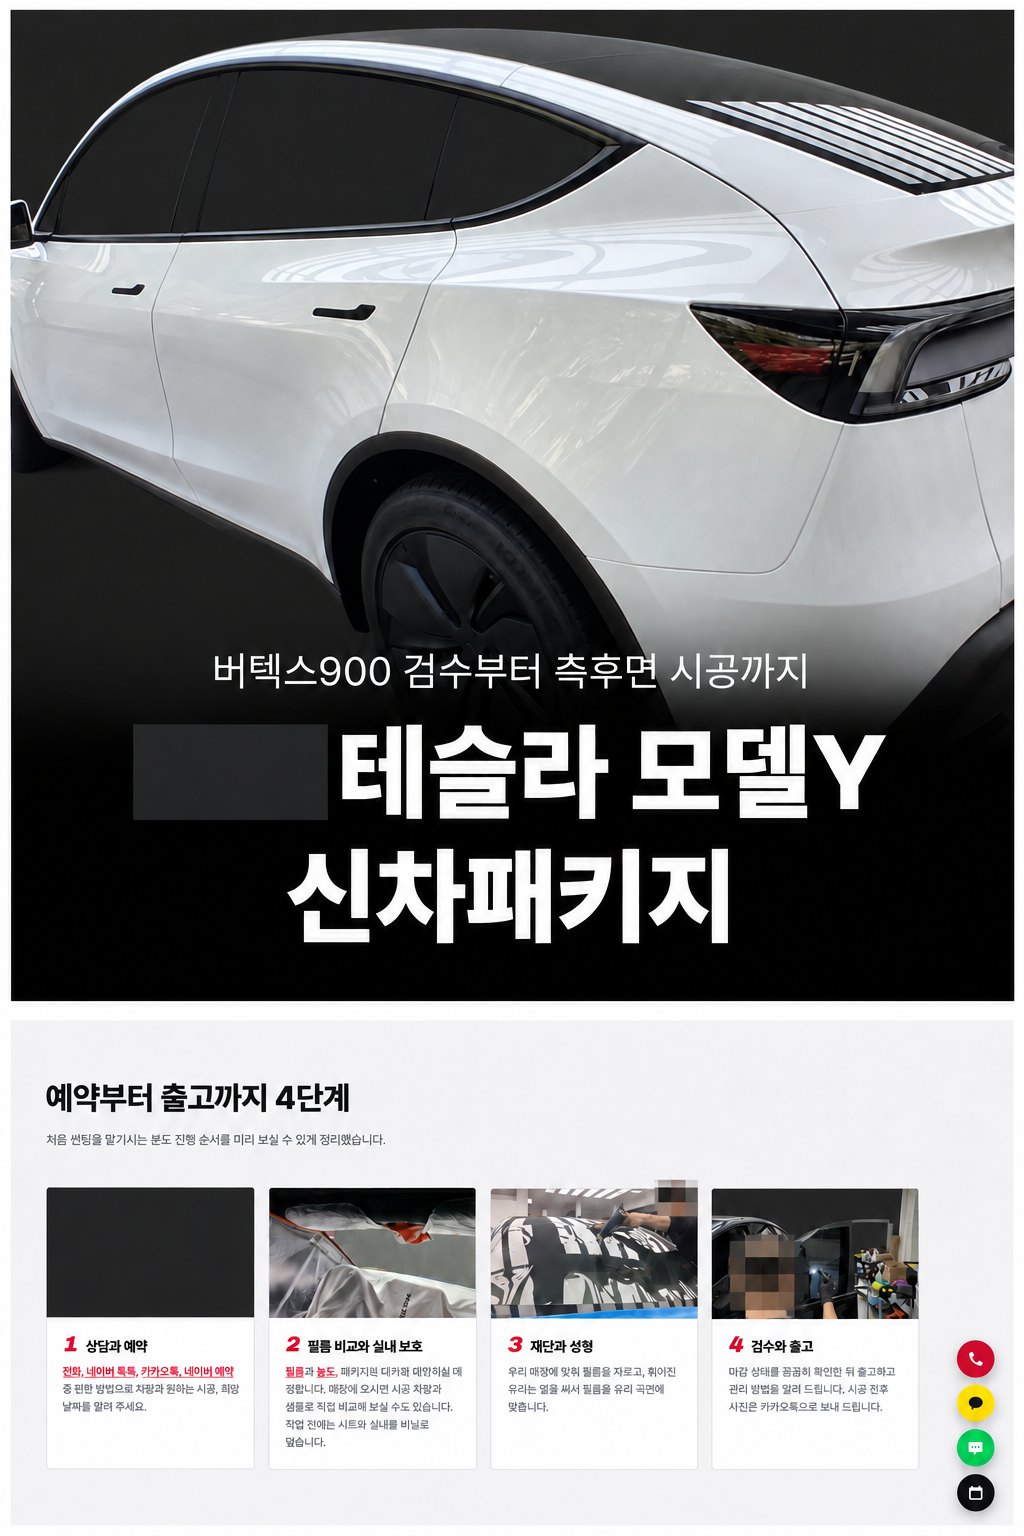 버텍스900 검수부터 측후면 시공까지
테슬라 모델Y
신차패키지
예약부터 출고까지 4단계
처음 썬팅을 맡기시는 분도 진행 순서를 미리 보실 수 있게 정리했습니다.
1 상담과 예약
전화, 네이버 톡톡, 카카오톡, 네이버 예약
중 편한 방법으로 차량과 원하는 시공, 희망
날짜를 알려 주세요.
2 필름 비교와 실내 보호
필름과 농도,
정합니다. 매장에 오시면 시공 차량과
샘플로 직접 비교해 보실 수도 있습니다.
작업 전에는 시트와 실내를 비닐로
덮습니다.
3 재단과 성형
우리 매장에 맞춰 필름을 자르고, 휘어진
유리는 열을 써서 필름을 유리 곡면에
맞춥니다.
4 검수와 출고
마감 상태를 꼼꼼히 확인한 뒤 출고하고
관리 방법을 알려 드립니다. 시공 전후
사진은 카카오톡으로 보내 드립니다.